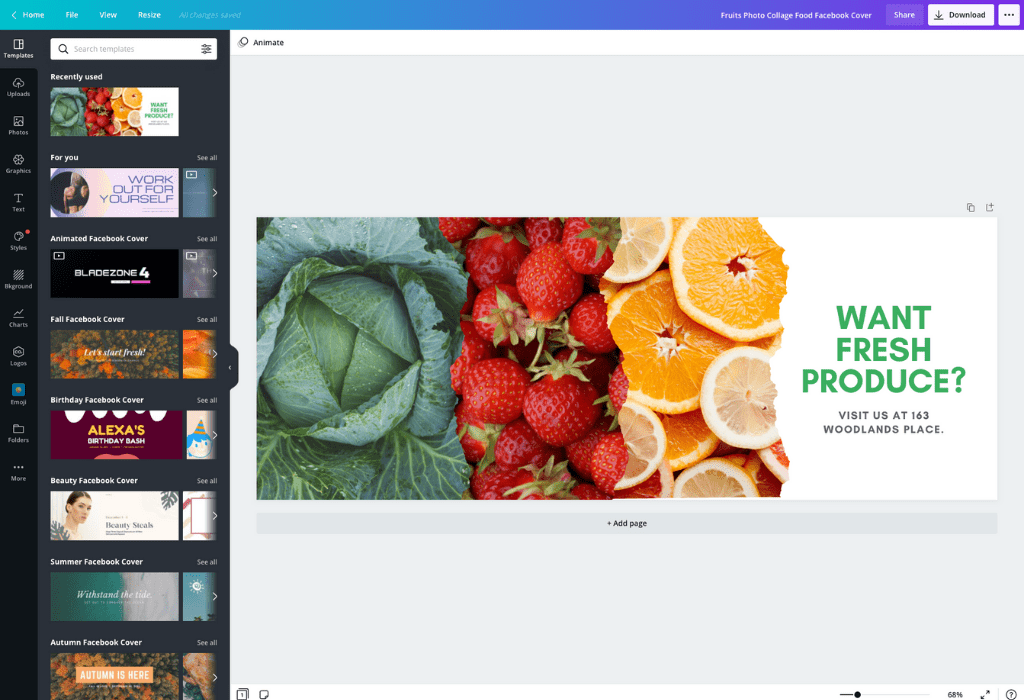 Home File View Resize All changes saved
Fruits Photo Collage Food Facebook Cover Share Download
Templates
Uploads
Photos
Graphics
Text
Styles
Bkground
Charts
Logos
Emoji
Folders
More
Search templates
Recently used
WANT
FRESH
PRODUCE?
For you See all
WORK
OUT FOR
YOURSELF
Animated Facebook Cover See all
BLADEZONE 4
Fall Facebook Cover See all
Let's start fresh!
Birthday Facebook Cover See all
ALEXA'S
BIRTHDAY BASH
Beauty Facebook Cover See all
Beauty Steals
Summer Facebook Cover See all
Withstand the tide.
Autumn Facebook Cover See all
AUTUMN IS HERE
Animate
WANT
FRESH
PRODUCE?
VISIT US AT 163
WOODLANDS PLACE.
+ Add page
1
68%
?